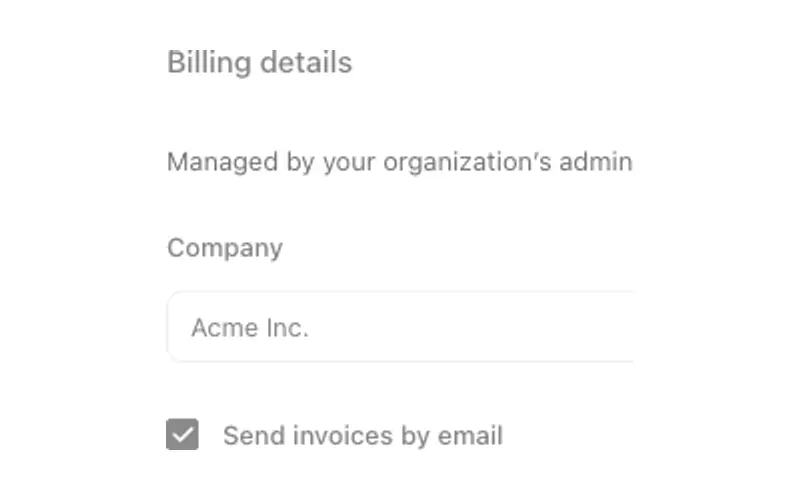 Billing details
Managed by your organization’s admin
Company
Acme Inc.
Send invoices by email